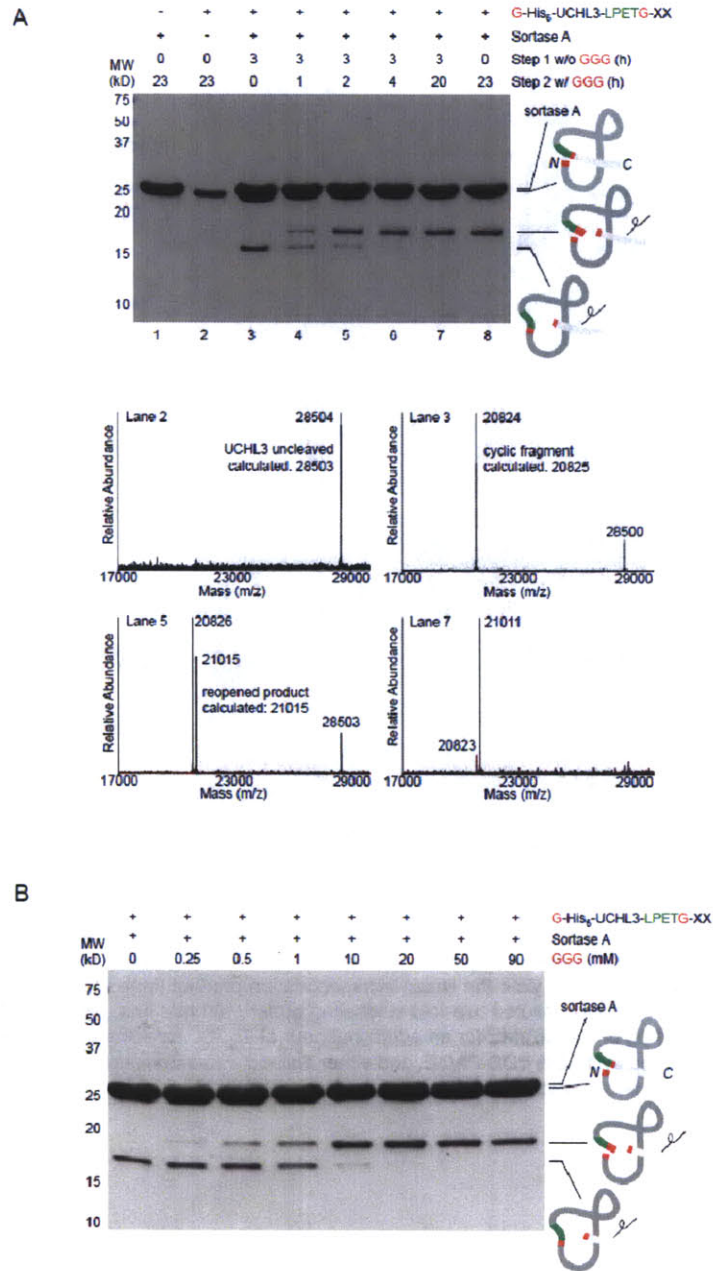 A
- + + + + + + + G-His6-UCHL3-LPETG-XX
+ - + + + + + + Sortase A
MW (kD) 0 0 3 3 3 3 3 0 Step 1 w/o GGG (h)
23 23 0 1 2 4 20 23 Step 2 w/ GGG (h)
75
50
37
25
20
15
10
sortase A
N C
1 2 3 4 5 6 7 8
Lane 2
28504
UCHL3 uncleaved
calculated. 28503
Relative Abundance
17000 23000 29000
Mass (m/z)
Lane 3
20824
cyclic fragment
calculated. 20825
28500
Relative Abundance
17000 23000 29000
Mass (m/z)
Lane 5
20826
21015
reopened product
calculated: 21015
28503
Relative Abundance
17000 23000 29000
Mass (m/z)
Lane 7
21011
20823
Relative Abundance
17000 23000 29000
Mass (m/z)
B
+ + + + + + + + G-His6-UCHL3-LPETG-XX
+ + + + + + + + Sortase A
MW (kD) 0 0.25 0.5 1 10 20 50 90 GGG (mM)
75
50
37
25
20
15
10
sortase A
N C